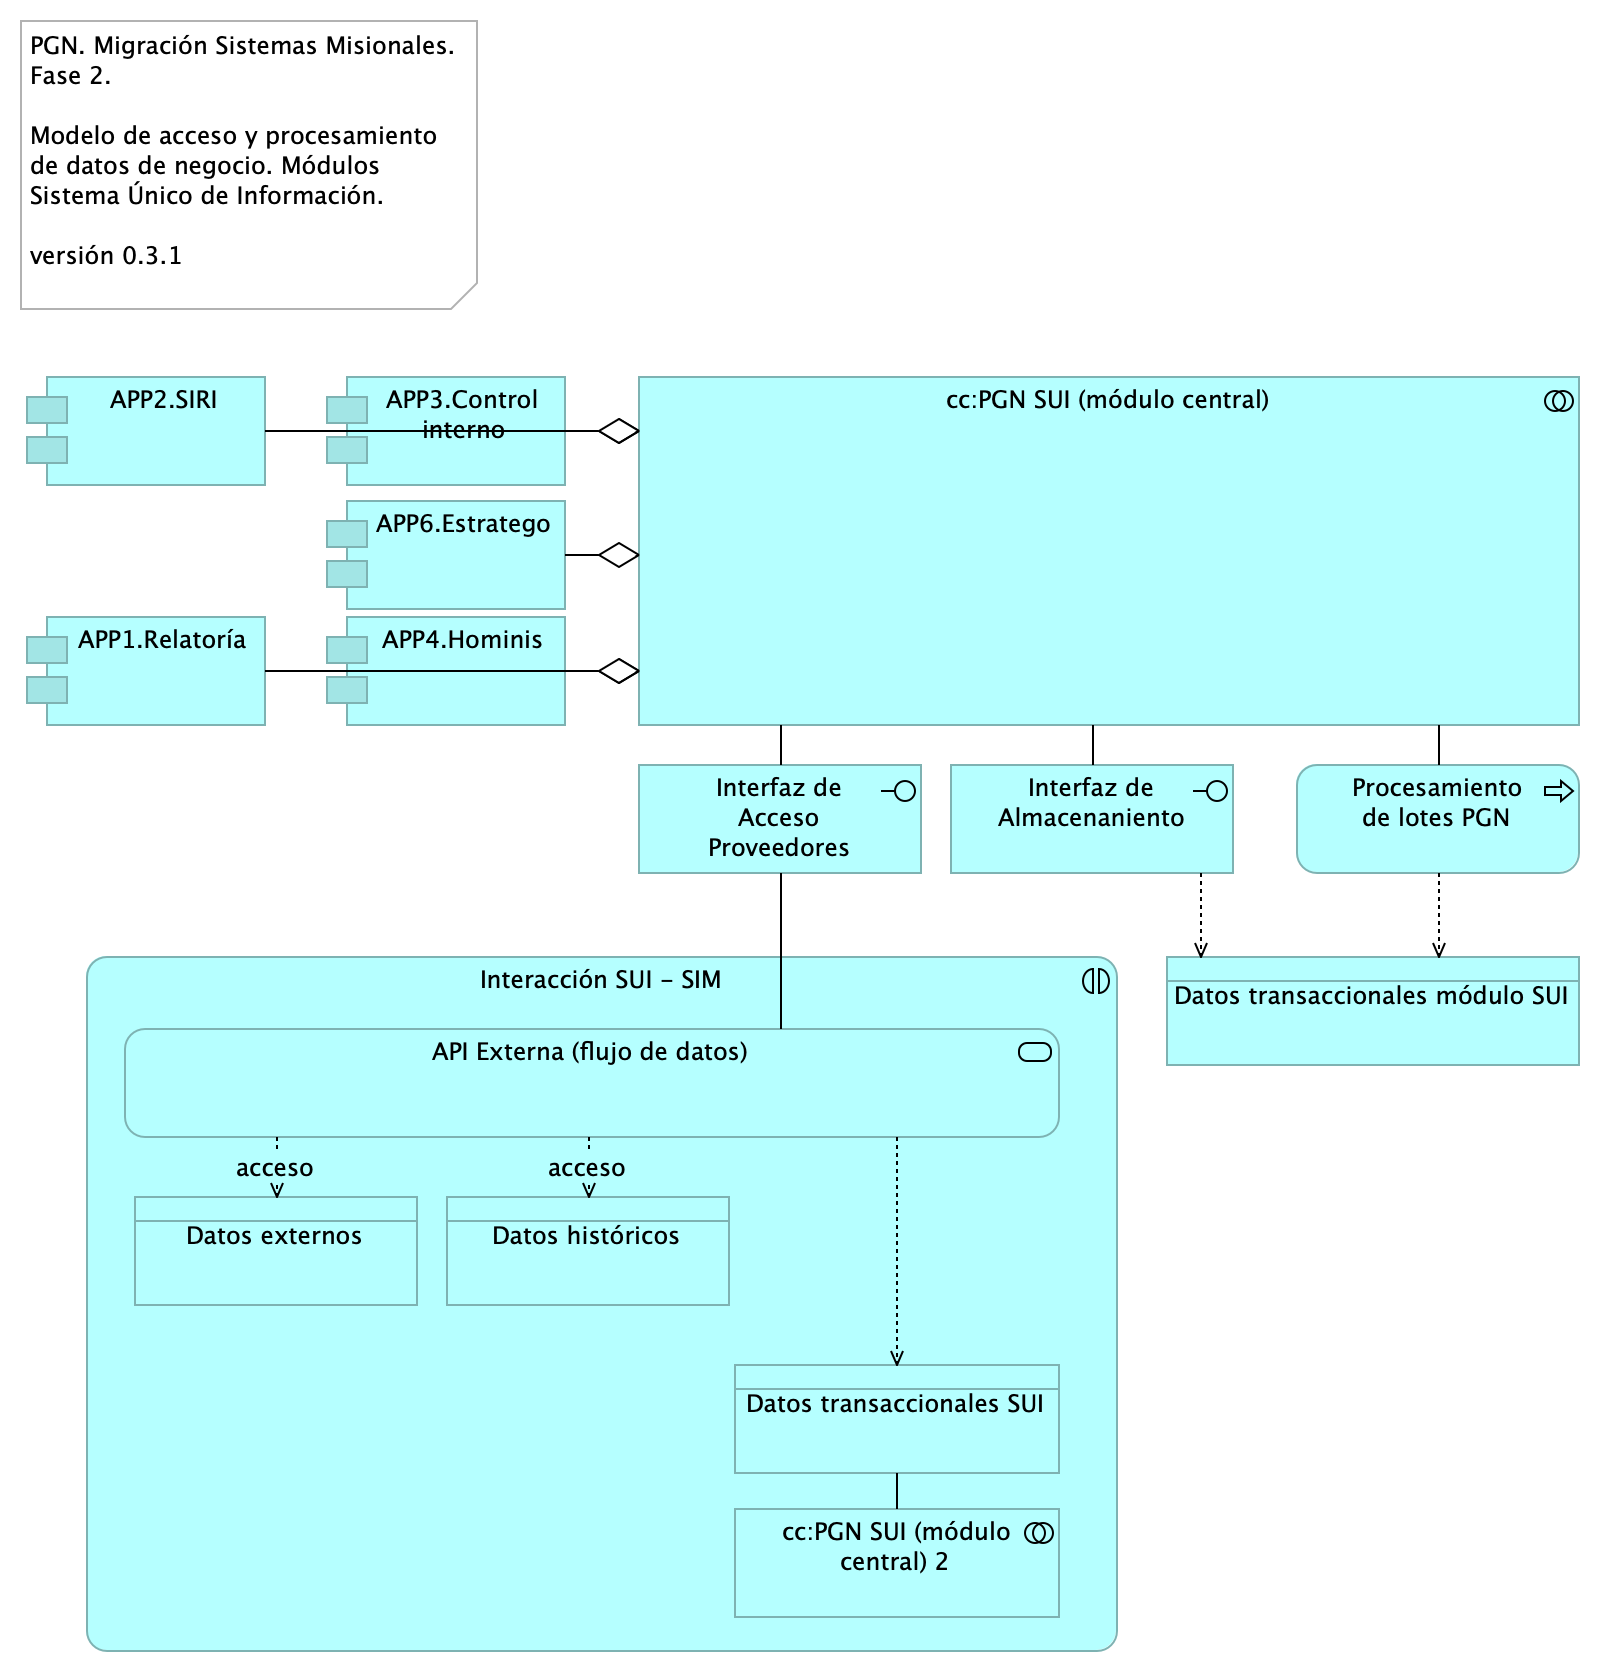 PGN. Migración Sistemas Misionales.
Fase 2.
Modelo de acceso y procesamiento
de datos de negocio. Módulos
Sistema Único de Información.
versión 0.3.1
APP2.SIRI
APP3.Control
interno
cc:PGN SUI (módulo central)
APP6.Estratego
APP1.Relatoría
APP4.Hominis
Interfaz de
Acceso
Proveedores
Interfaz de
Almacenaniento
Procesamiento
de lotes PGN
Interacción SUI - SIM
Datos transaccionales módulo SUI
API Externa (flujo de datos)
acceso
acceso
Datos externos
Datos históricos
Datos transaccionales SUI
cc:PGN SUI (módulo
central) 2